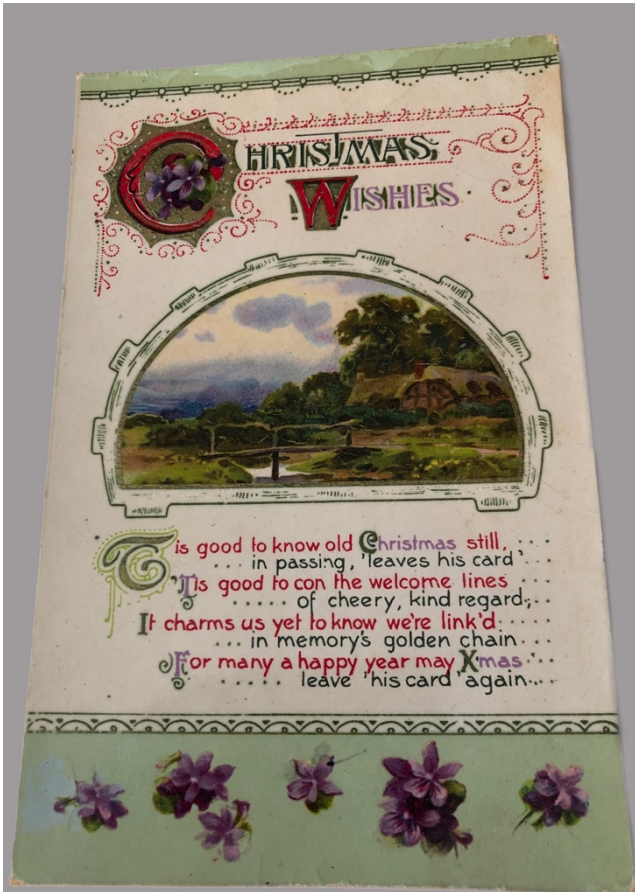 CHRISTMAS,
WISHES.
Tis good to know old Christmas still, . . . .
. . . . in passing, 'leaves his card' . . .
'Tis good to con the welcome lines . . .
. . . . . of cheery, kind regard; . .
It charms us yet to know we're link'd . . .
. . . . . in memory's golden chain . . .
For many a happy year may Xmas . . .
. . . . . leave 'his card' again. . . .